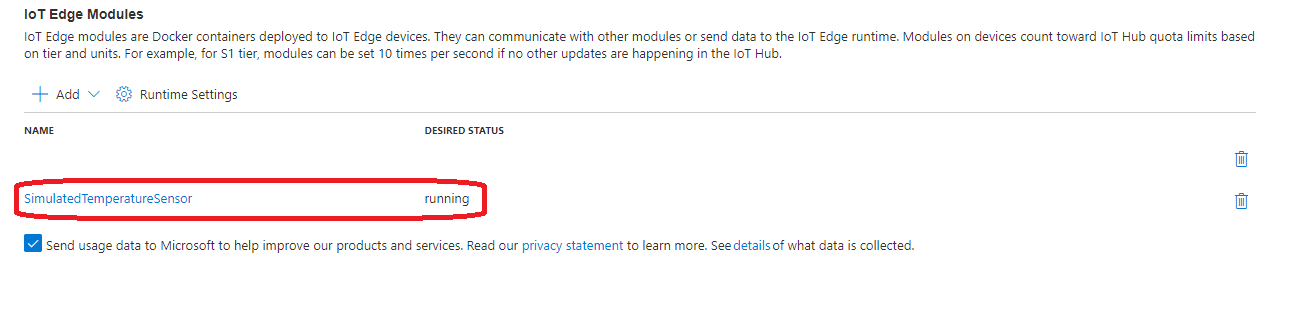 IoT Edge Modules
IoT Edge modules are Docker containers deployed to IoT Edge devices. They can communicate with other modules or send data to the IoT Edge runtime. Modules on devices count toward IoT Hub quota limits based
on tier and units. For example, for S1 tier, modules can be set 10 times per second if no other updates are happening in the IoT Hub.
Add Runtime Settings
NAME DESIRED STATUS
SimulatedTemperatureSensor running
Send usage data to Microsoft to help improve our products and services. Read our privacy statement to learn more. See details of what data is collected.